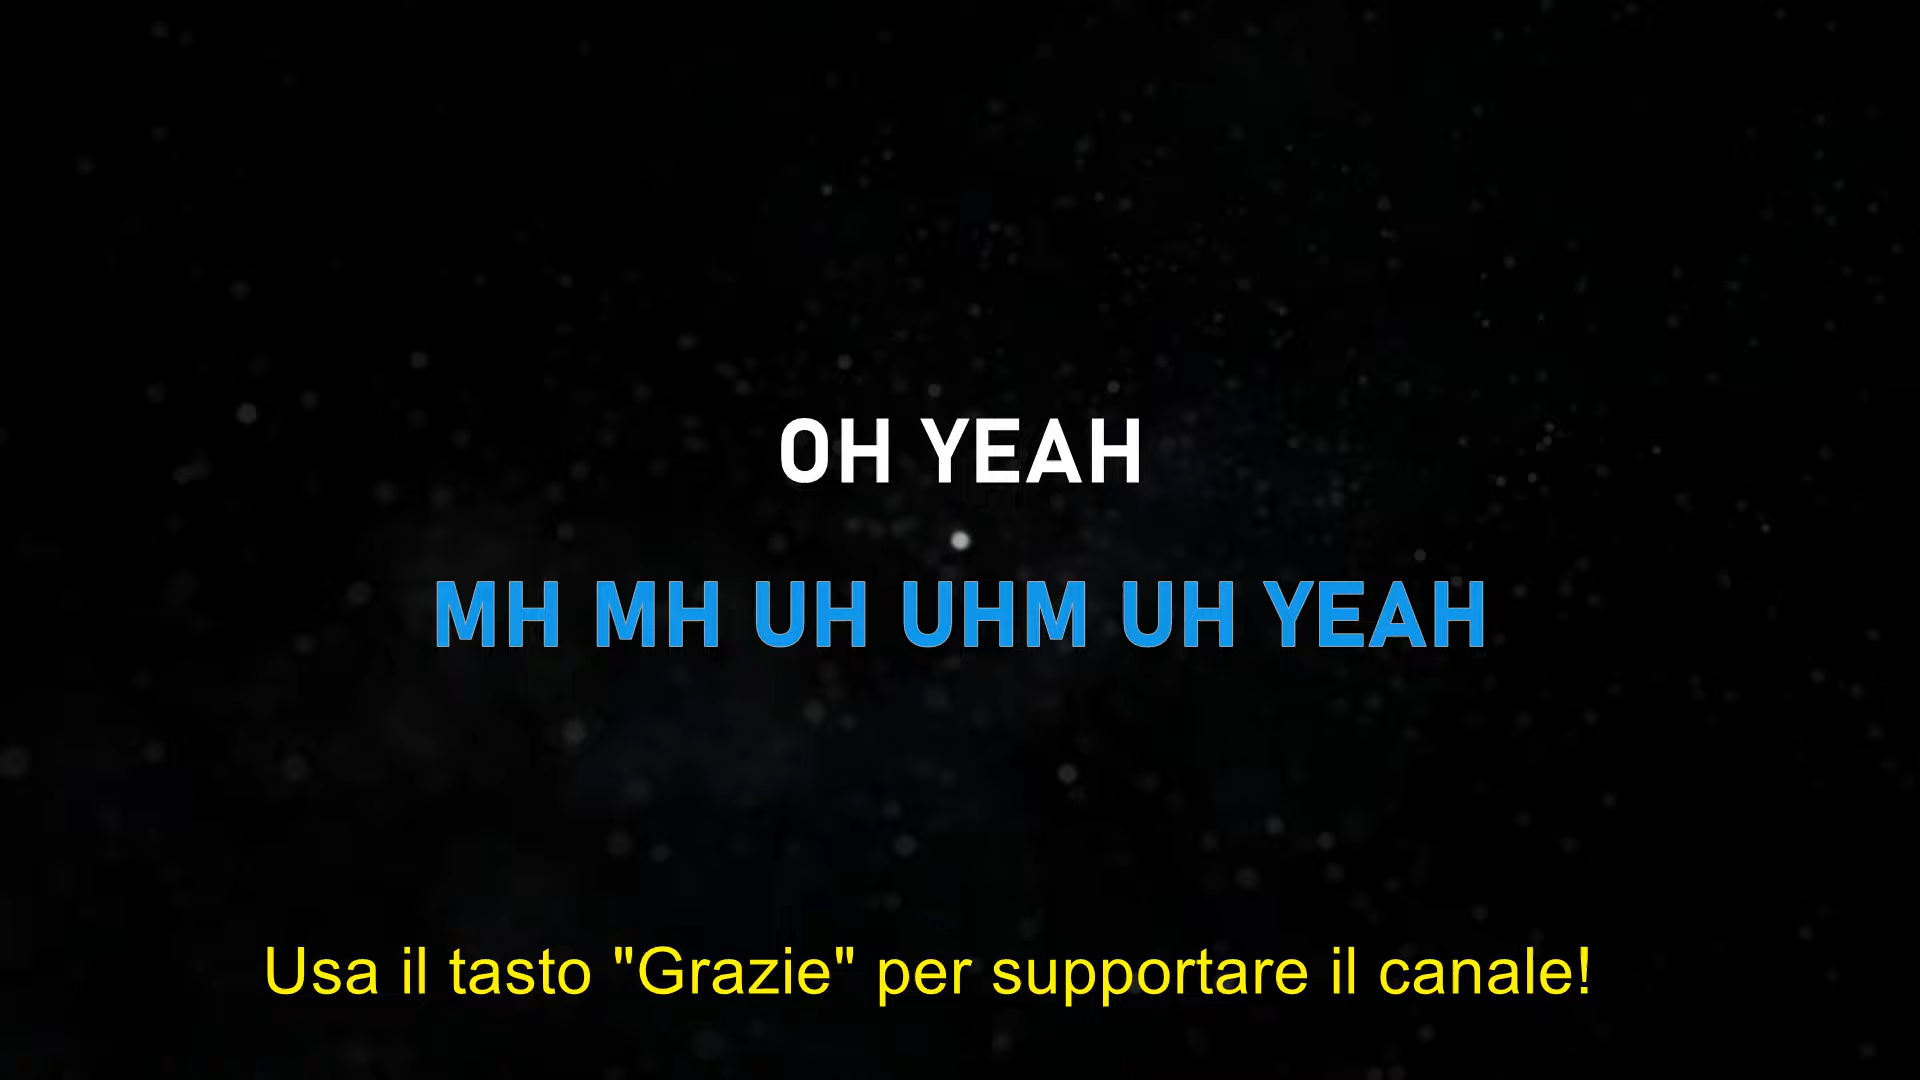 OH YEAH
MH MH UH UHM UH YEAH
Usa il tasto "Grazie" per supportare il canale!